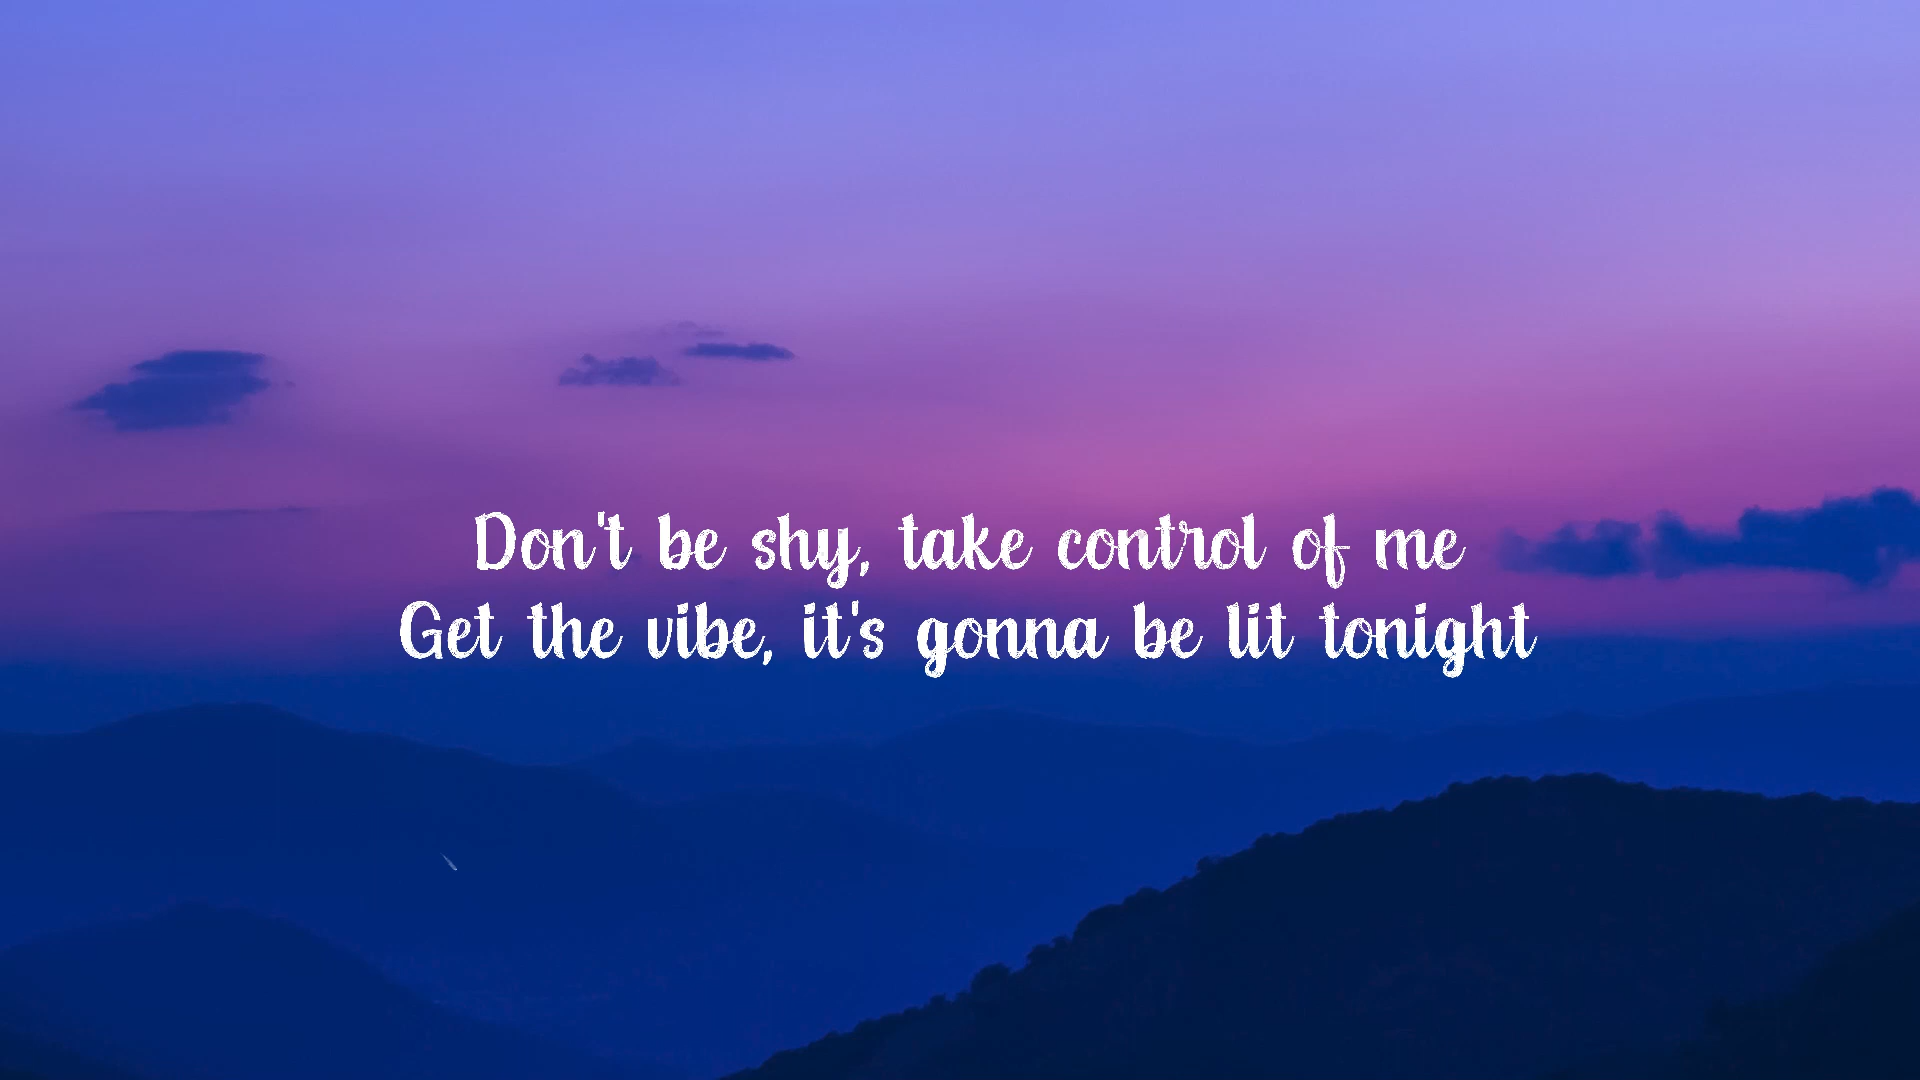 Don't be shy, take control of me
Get the vibe, it's gonna be lit tonight